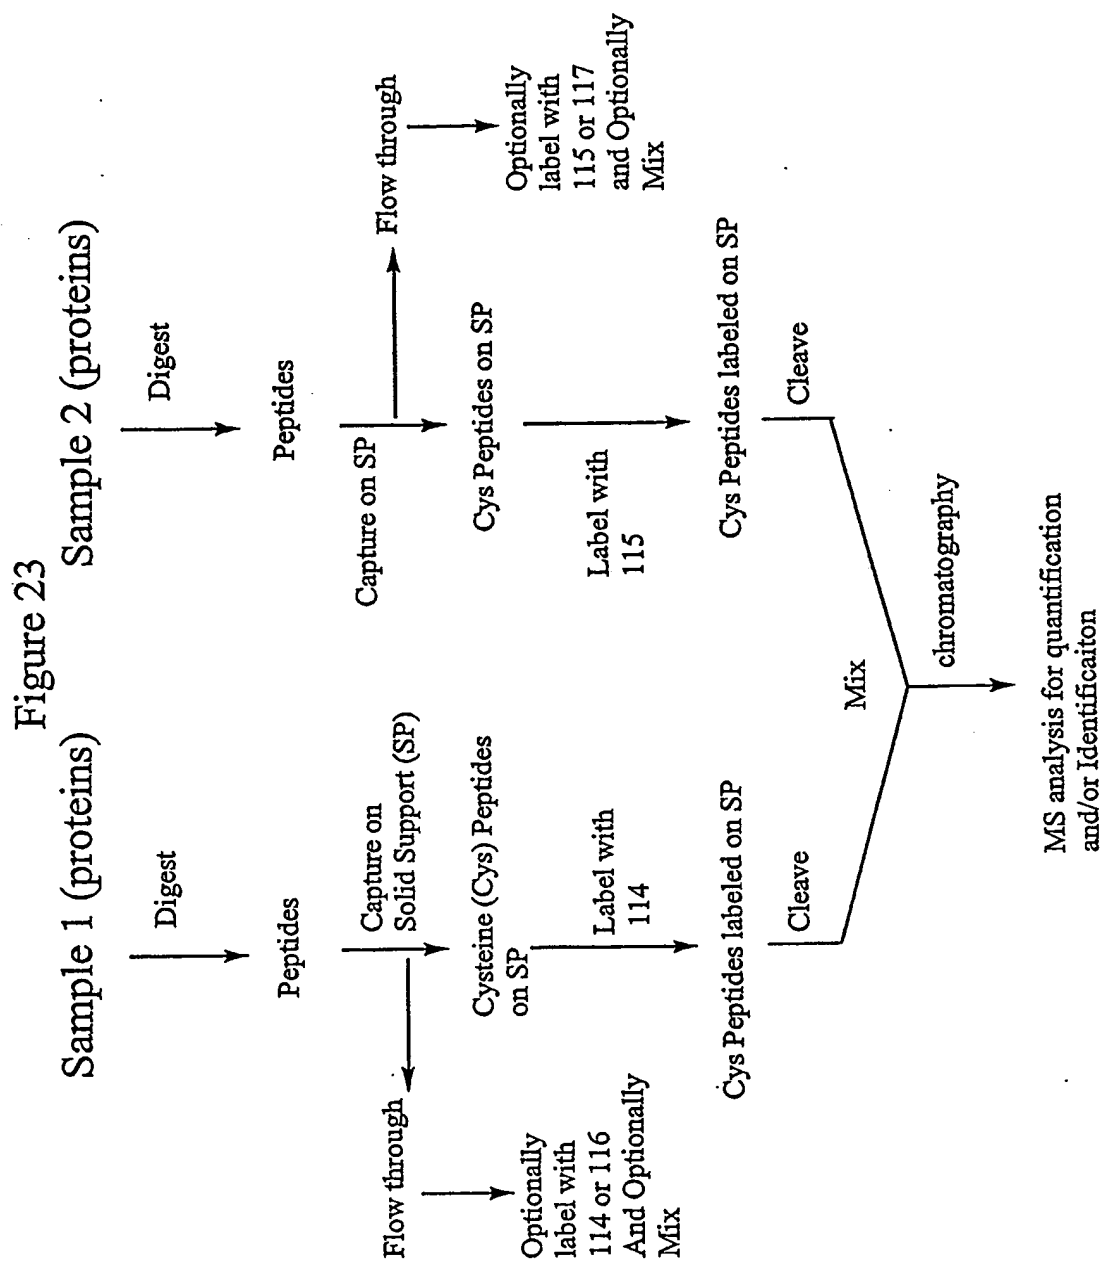 Figure 23
Sample 1 (proteins)
Sample 2 (proteins)
Digest
Digest
Peptides
Peptides
Capture on
Solid Support (SP)
Capture on SP
Flow through
Flow through
Optionally
label with
114 or 116
And Optionally
Mix
Cysteine (Cys) Peptides
on SP
Cys Peptides on SP
Optionally
label with
115 or 117
and Optionally
Mix
Label with
114
Label with
115
Cys Peptides labeled on SP
Cys Peptides labeled on SP
Cleave
Cleave
Mix
chromatography
MS analysis for quantification
and/or Identificaiton